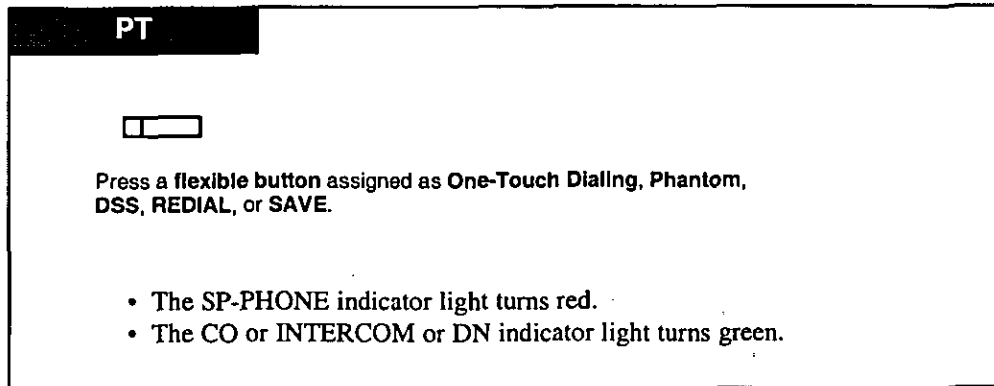 PT
Press a flexible button assigned as One-Touch Dialing, Phantom,
DSS, REDIAL, or SAVE.
• The SP-PHONE indicator light turns red.
• The CO or INTERCOM or DN indicator light turns green.